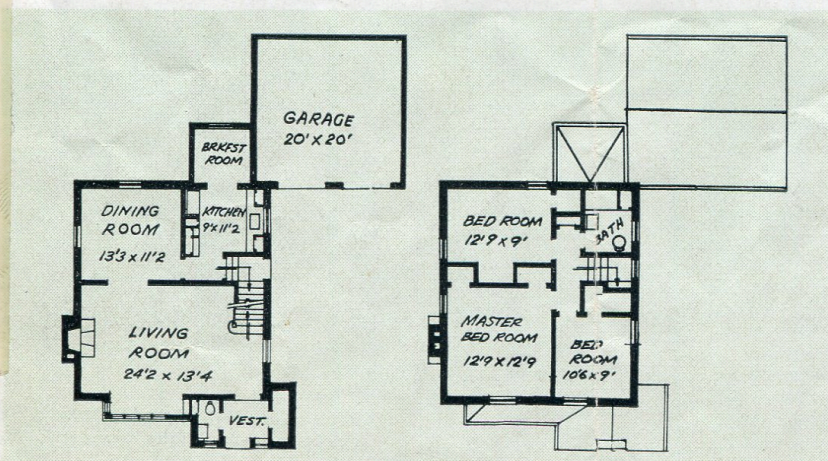 GARAGE
20' X 20'
BRKFST
ROOM
DINING
ROOM
13'3 X 11'2
KITCHEN
9'X 11'2
LIVING
ROOM
24'2 x 13'4
VEST.
BED ROOM
12'9 x 9'
BATH
MASTER
BED ROOM
12'9 X 12'9
BED
ROOM
10'6 x 9'